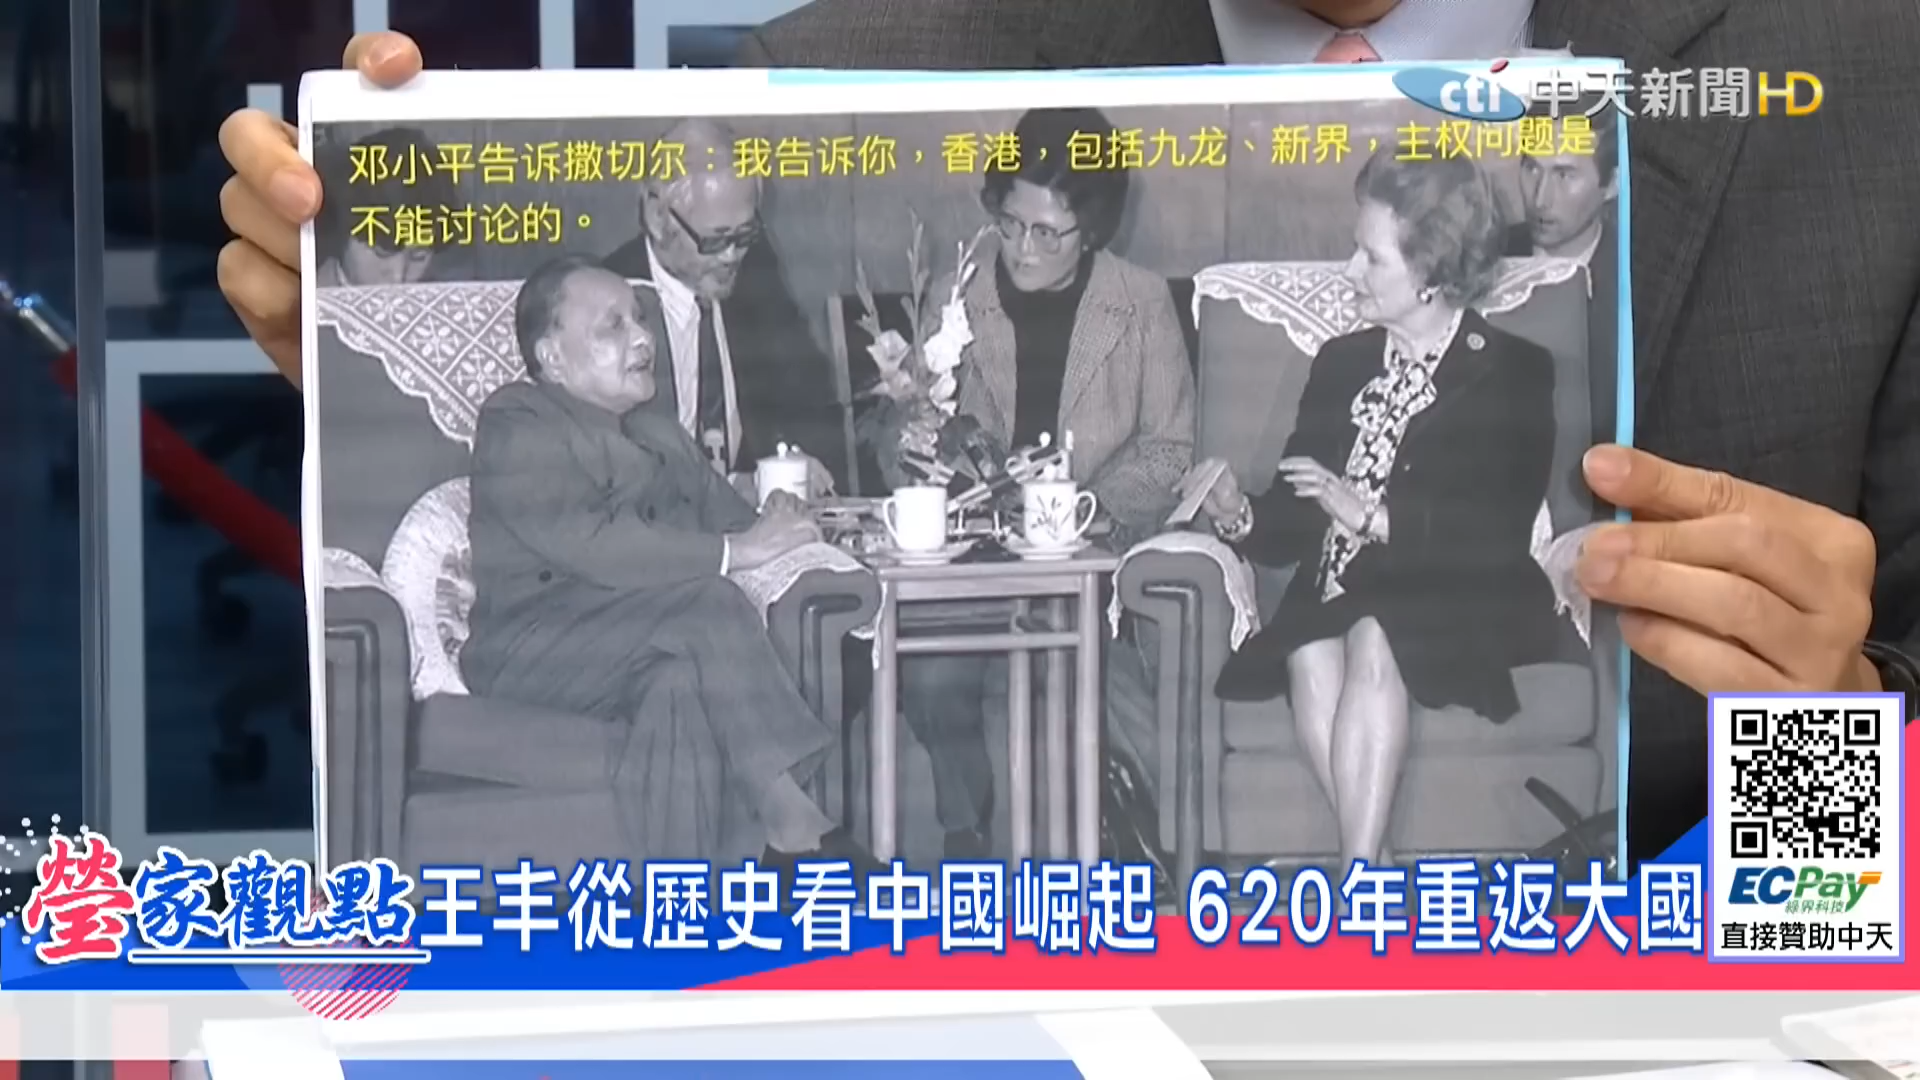 cti 中天新聞HD
邓小平告诉撒切尔：我告诉你，香港，包括九龙、新界，主权问题是
不能讨论的。
瑩家觀點
王丰從歷史看中國崛起 620年重返大國
ECPay
綠界科技
直接贊助中天